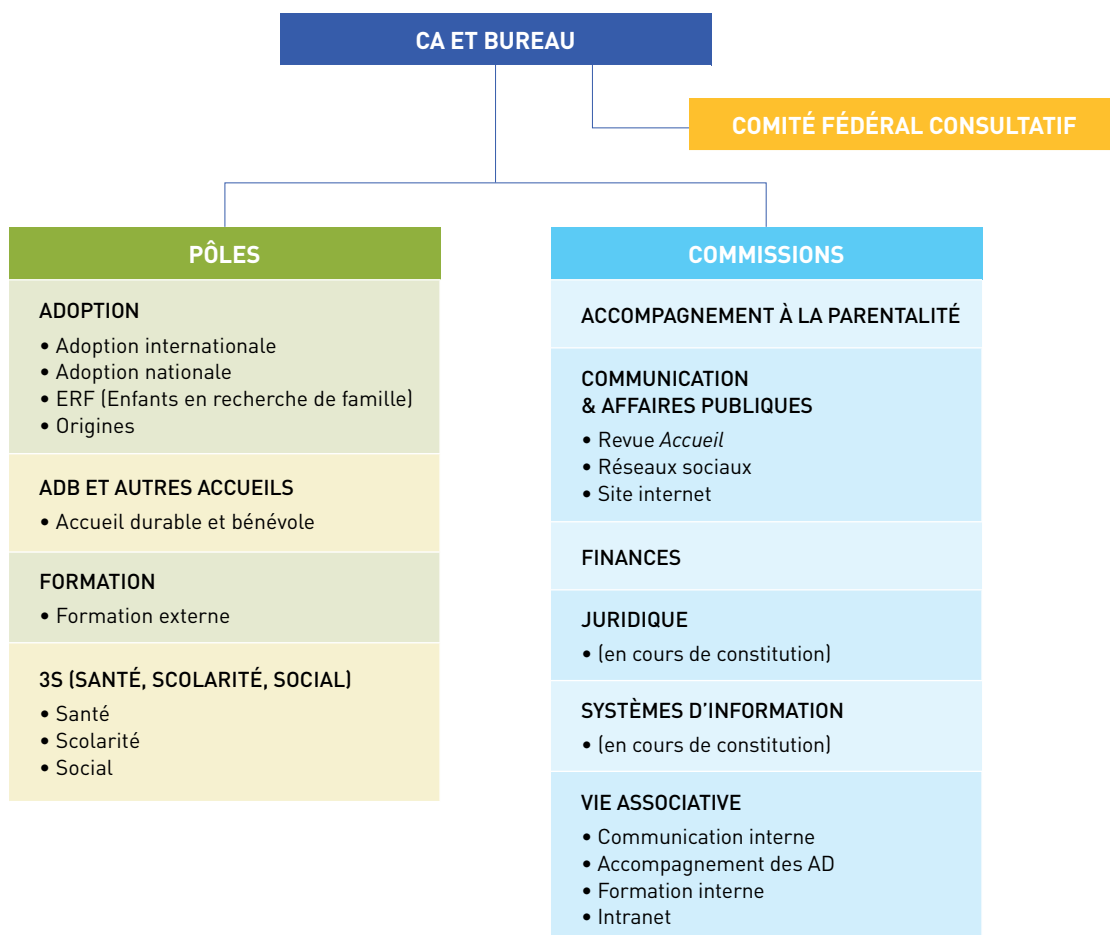 CA ET BUREAU
COMITÉ FÉDÉRAL CONSULTATIF
PÔLES
ADOPTION
• Adoption internationale
• Adoption nationale
• ERF (Enfants en recherche de famille)
• Origines
ADB ET AUTRES ACCUEILS
• Accueil durable et bénévole
FORMATION
• Formation externe
3S (SANTÉ, SCOLARITÉ, SOCIAL)
• Santé
• Scolarité
• Social
COMMISSIONS
ACCOMPAGNEMENT À LA PARENTALITÉ
COMMUNICATION
& AFFAIRES PUBLIQUES
• Revue Accueil
• Réseaux sociaux
• Site internet
FINANCES
JURIDIQUE
• (en cours de constitution)
SYSTÈMES D'INFORMATION
• (en cours de constitution)
VIE ASSOCIATIVE
• Communication interne
• Accompagnement des AD
• Formation interne
• Intranet